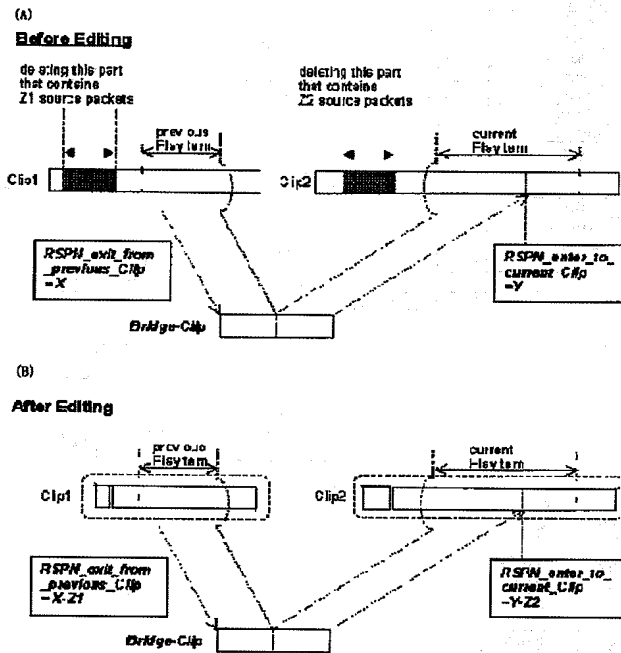 (A)
Before Editing
deleting this part
that contains
Z1 source packets
deleting this part
that contains
Z2 source packets
previous
Playitem
current
Playitem
Clip1
Clip2
RSPN_exit_from
_previous_Clip
=X
RSPN_enter_to_
current_Clip
=Y
Bridge-Clip
(B)
After Editing
previous
Playitem
current
Playitem
Clip1
Clip2
RSPN_exit_from
_previous_Clip
=X-Z1
RSPN_enter_to_
current_Clip
=Y-Z2
Bridge-Clip